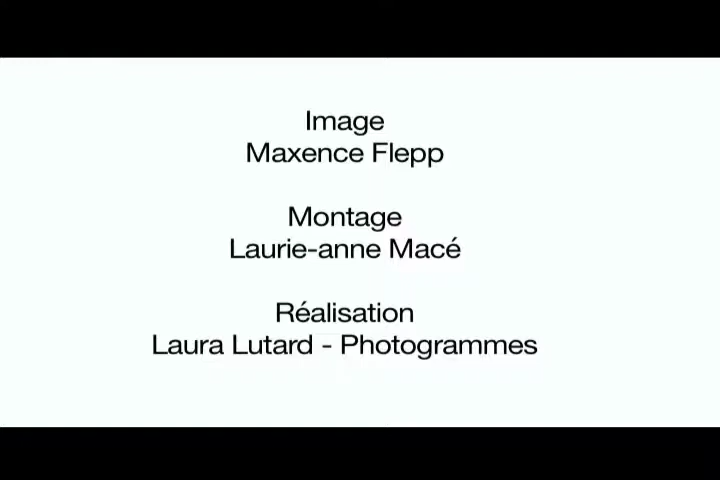 Image
Maxence Flepp
Montage
Laurie-anne Macé
Réalisation
Laura Lutard - Photogrammes